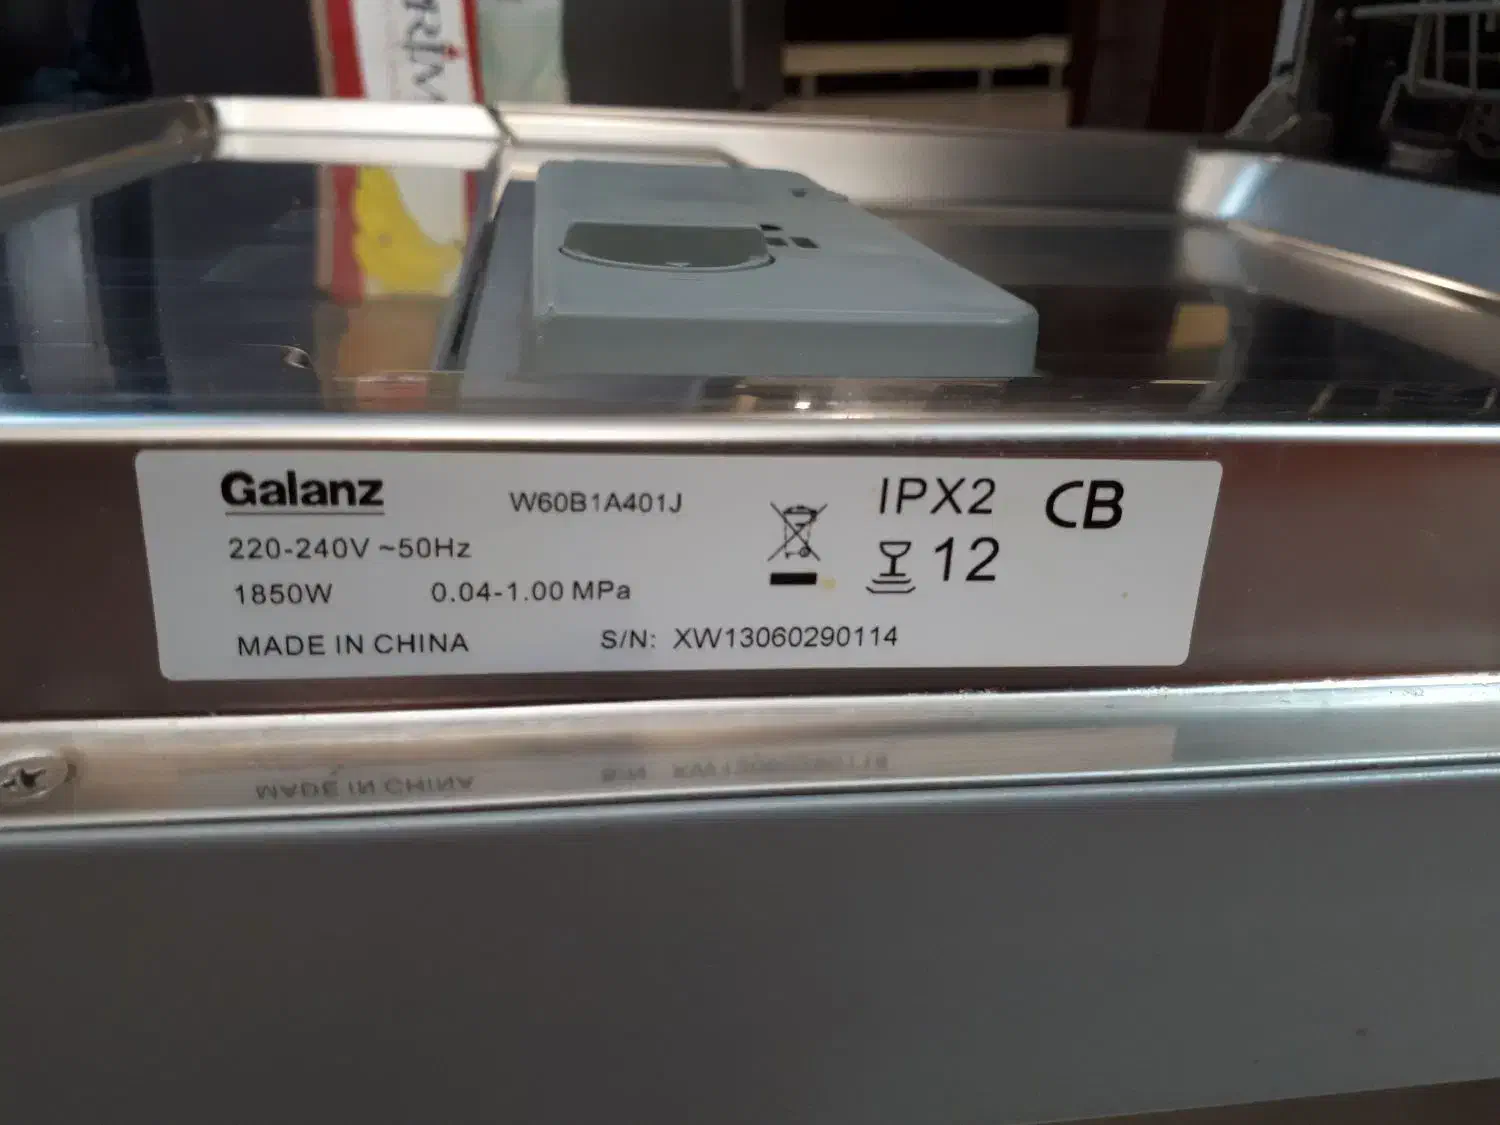 Galanz W60B1A401J IPX2 CB
220-240V ~50Hz 12
1850W 0.04-1.00 MPa
MADE IN CHINA S/N: XW13060290114